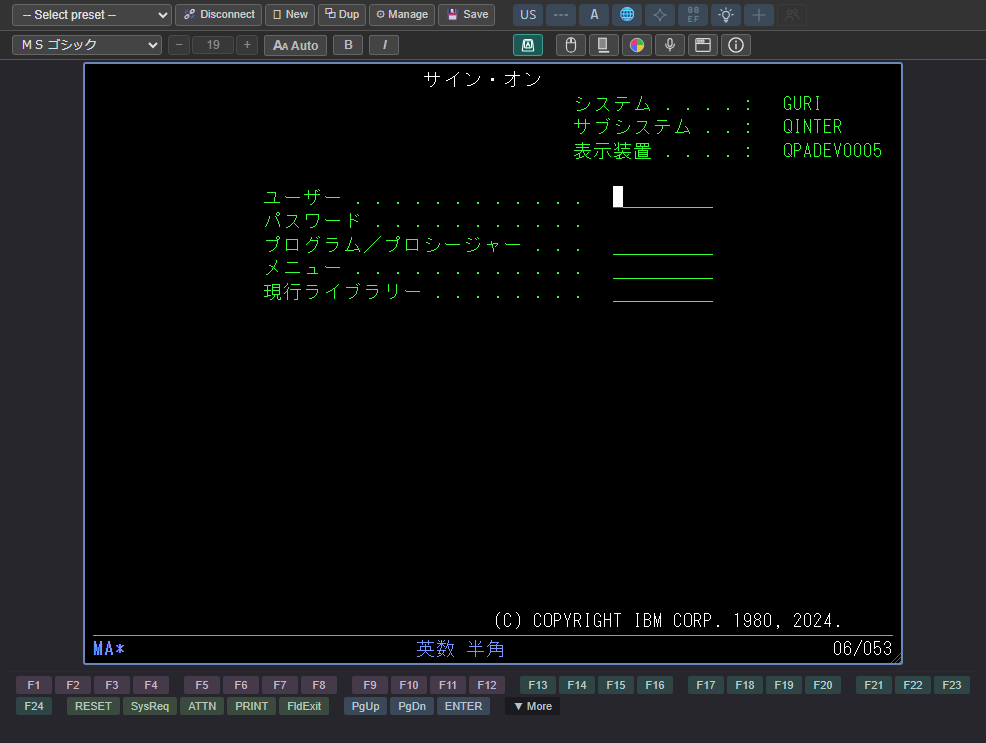 -- Select preset -- Disconnect New Dup Manage Save US --- A 00 EF
MS ゴシック − 19 + AA Auto B I A
サイン・オン
システム . . . . : GURI
サブシステム . . : QINTER
表示装置 . . . . : QPADEV0005
ユーザー . . . . . . . . . . . .
パスワード . . . . . . . . . . .
プログラム／プロシージャー . . .
メニュー . . . . . . . . . . . .
現行ライブラリー . . . . . . . .
(C) COPYRIGHT IBM CORP. 1980, 2024.
MA* 英数 半角 06/053
F1 F2 F3 F4 F5 F6 F7 F8 F9 F10 F11 F12 F13 F14 F15 F16 F17 F18 F19 F20 F21 F22 F23
F24 RESET SysReq ATTN PRINT FldExit PgUp PgDn ENTER ▼ More